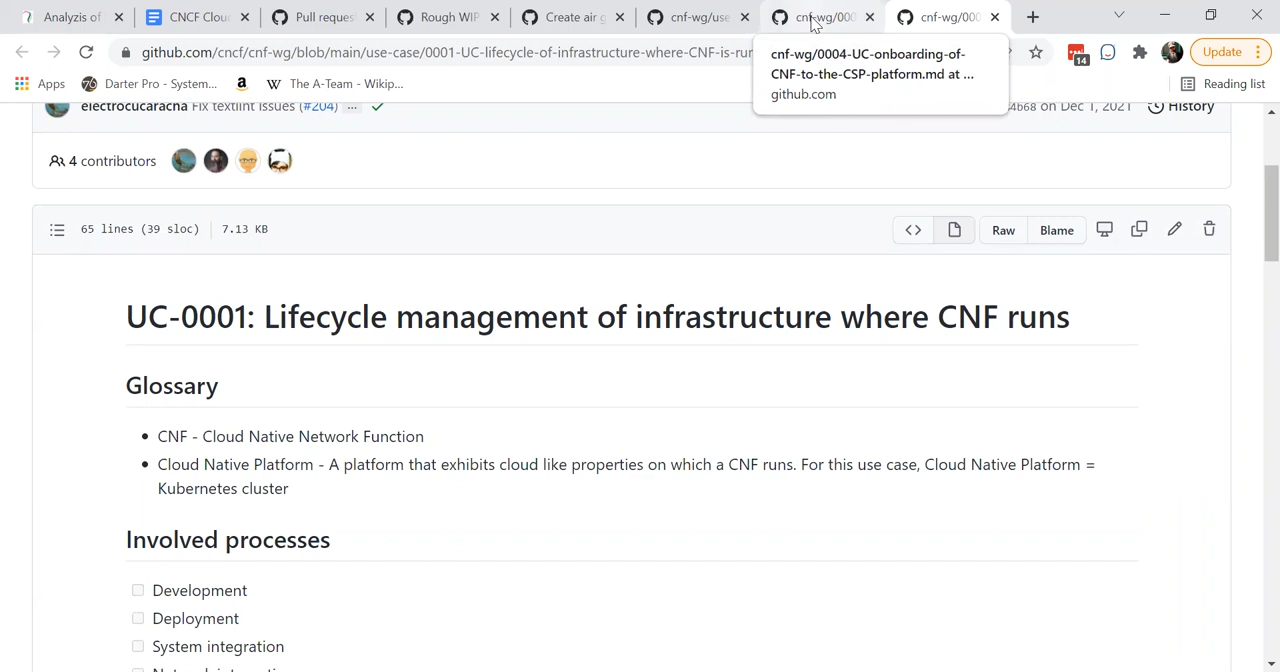 Analyzis of
CNCF Clou
Pull reques
Rough WIP
Create air g
cnf-wg/use
cnf-wg/000
cnf-wg/000
github.com/cncf/cnf-wg/blob/main/use-case/0001-UC-lifecycle-of-infrastructure-where-CNF-is-rur
14
Update
cnf-wg/0004-UC-onboarding-of-
CNF-to-the-CSP-platform.md at ...
github.com
Apps
Darter Pro - System...
The A-Team - Wikip...
Reading list
electrocucaracha Fix textlint issues (#204) ...
4b68 on Dec 1, 2021
History
4 contributors
65 lines (39 sloc)
7.13 KB
Raw
Blame
UC-0001: Lifecycle management of infrastructure where CNF runs
Glossary
• CNF - Cloud Native Network Function
• Cloud Native Platform - A platform that exhibits cloud like properties on which a CNF runs. For this use case, Cloud Native Platform =
Kubernetes cluster
Involved processes
Development
Deployment
System integration